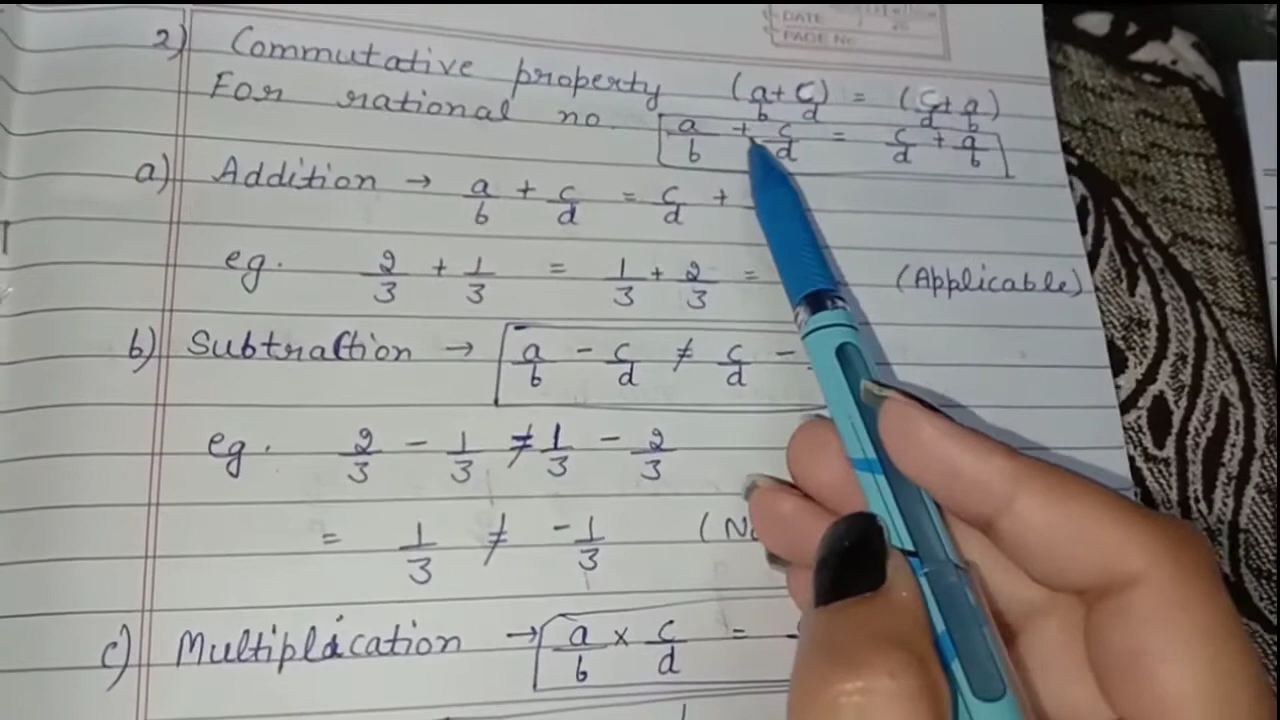 DATE
PAGE No
2) Commutative property (a/b + c/d) = (c/d + a/b)
For rational no a/b + c/d = c/d + a/b
a) Addition → a/b + c/d = c/d +
eg. 2/3 + 1/3 = 1/3 + 2/3 = (Applicable)
b) Subtraction → a/b - c/d ≠ c/d -
eg. 2/3 - 1/3 ≠ 1/3 - 2/3
= 1/3 ≠ -1/3
c) Multiplication → a/b × c/d =